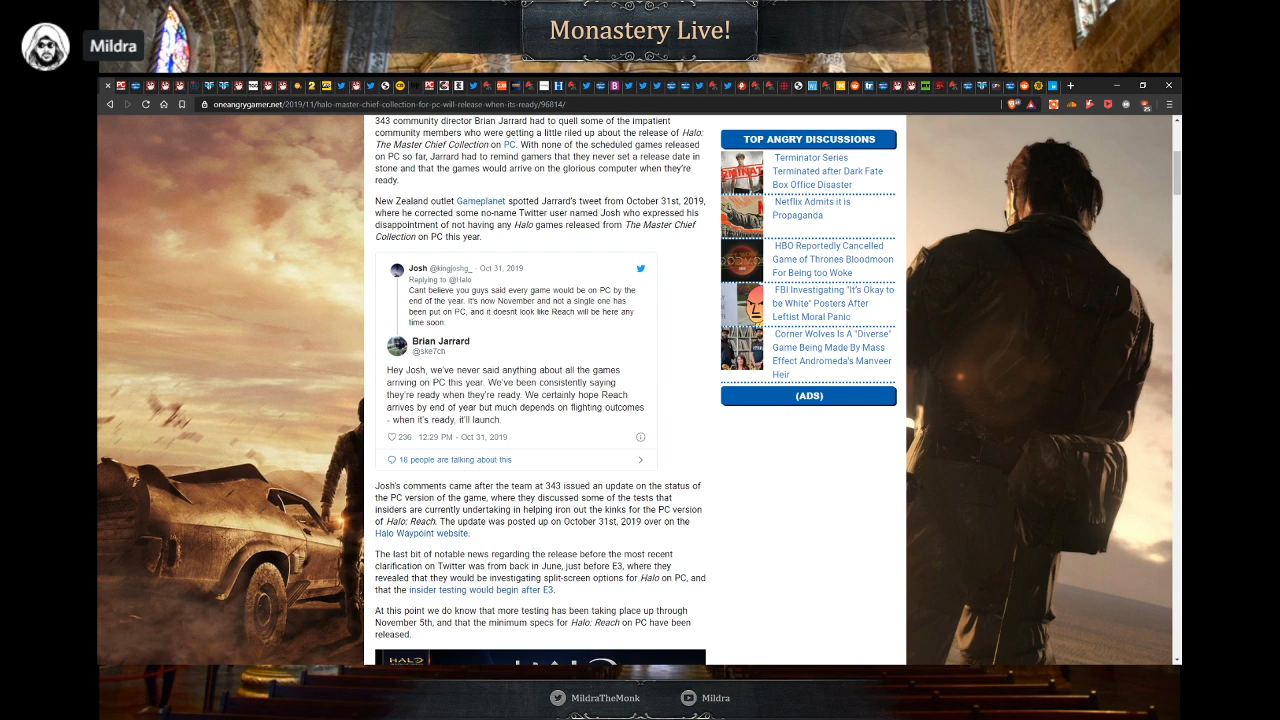 Monastery Live!
Mildra
oneangrygamer.net/2019/11/halo-master-chief-collection-for-pc-will-release-when-its-ready/96814/
343 community director Brian Jarrard had to quell some of the impatient
community members who were getting a little riled up about the release of Halo:
The Master Chief Collection on PC. With none of the scheduled games released
on PC so far, Jarrard had to remind gamers that they never set a release date in
stone and that the games would arrive on the glorious computer when they're
ready.
New Zealand outlet Gameplanet spotted Jarrard's tweet from October 31st, 2019,
where he corrected some no-name Twitter user named Josh who expressed his
disappointment of not having any Halo games released from The Master Chief
Collection on PC this year.
Josh @kingjoshg_ · Oct 31, 2019
Replying to @Halo
Cant believe you guys said every game would be on PC by the
end of the year. It's now November and not a single one has
been put on PC, and it doesnt look like Reach will be here any
time soon.
Brian Jarrard
@ske7ch
Hey Josh, we've never said anything about all the games
arriving on PC this year. We've been consistently saying
they're ready when they're ready. We certainly hope Reach
arrives by end of year but much depends on flighting outcomes
- when it's ready, it'll launch.
236 12:29 PM - Oct 31, 2019
18 people are talking about this
Josh's comments came after the team at 343 issued an update on the status of
the PC version of the game, where they discussed some of the tests that
insiders are currently undertaking in helping iron out the kinks for the PC version
of Halo: Reach. The update was posted up on October 31st, 2019 over on the
Halo Waypoint website.
The last bit of notable news regarding the release before the most recent
clarification on Twitter was from back in June, just before E3, where they
revealed that they would be investigating split-screen options for Halo on PC, and
that the insider testing would begin after E3.
At this point we do know that more testing has been taking place up through
November 5th, and that the minimum specs for Halo: Reach on PC have been
released.
HALO
TOP ANGRY DISCUSSIONS
Terminator Series
Terminated after Dark Fate
Box Office Disaster
Netflix Admits it is
Propaganda
HBO Reportedly Cancelled
Game of Thrones Bloodmoon
For Being too Woke
FBI Investigating "It's Okay to
be White" Posters After
Leftist Moral Panic
Corner Wolves Is A "Diverse"
Game Being Made By Mass
Effect Andromeda's Manveer
Heir
(ADS)
MildraTheMonk
Mildra